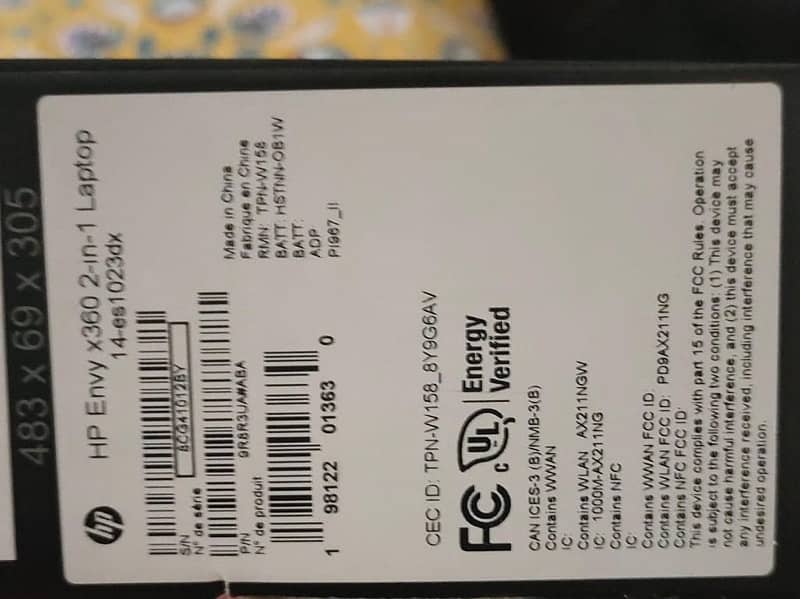 483 x 69 x 305
hp
HP Envy x360 2-in-1 Laptop
14-es1023dx
S/N
8CG41012BY
N° de série
P/N
9R8R3UA#ABA
N° de produit
1 98122 01363 0
Made in China
Fabrique en Chine
RMN: TPN-W158
BATT: HSTNN-OB1W
BATT:
ADP:
PI967_II
CEC ID: TPN-W158_8Y9G6AV
FC
C UL
Energy
Verified
CAN ICES-3 (B)/NMB-3(B)
Contains WWAN
IC:
Contains WLAN AX211NGW
IC: 1000M-AX211NG
Contains NFC
IC:
Contains WWAN FCC ID:
Contains WLAN FCC ID: PD9AX211NG
Contains NFC FCC ID:
This device complies with part 15 of the FCC Rules. Operation
is subject to the following two conditions: (1) This device may
not cause harmful interference, and (2) this device must accept
any interference received, including interference that may cause
undesired operation.